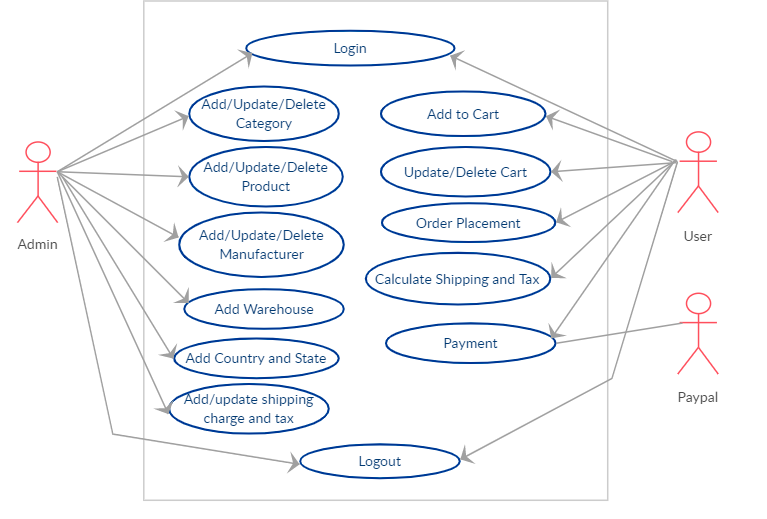 Login
Add/Update/Delete
Category
Add to Cart
Add/Update/Delete
Product
Update/Delete Cart
Add/Update/Delete
Manufacturer
Order Placement
Admin
User
Calculate Shipping and Tax
Add Warehouse
Payment
Add Country and State
Paypal
Add/update shipping
charge and tax
Logout